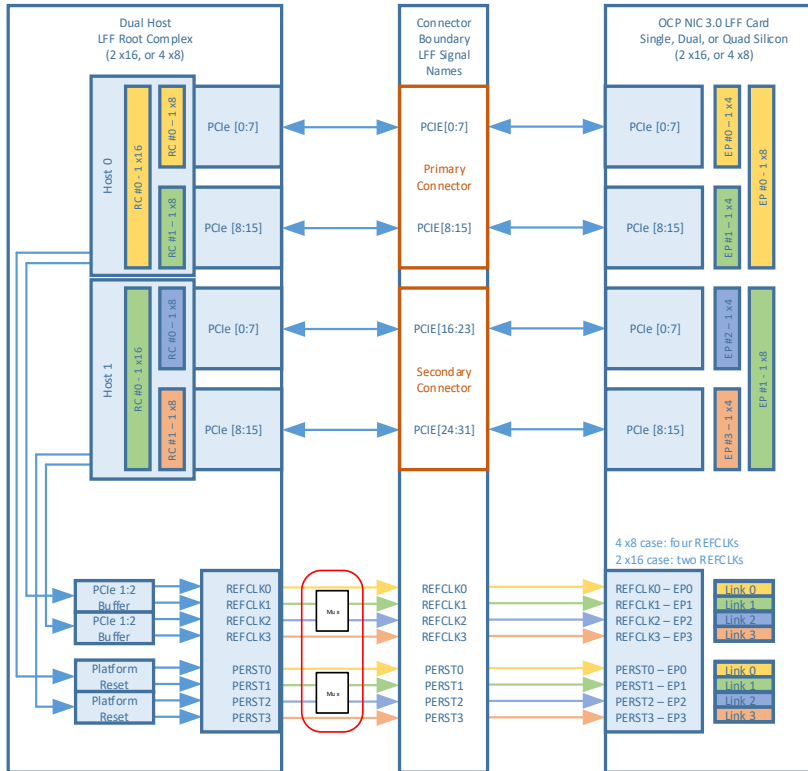 Dual Host
LFF Root Complex
(2 x16, or 4 x8)
Connector
Boundary
LFF Signal
Names
OCP NIC 3.0 LFF Card
Single, Dual, or Quad Silicon
(2 x16, or 4 x8)
Host 0
RC #0 – 1 x16
RC #0 – 1 x8
PCIe [0:7]
PCIE[0:7]
PCIe [0:7]
EP #0 – 1 x4
EP #0 - 1 x8
Primary
Connector
RC #1 – 1 x8
PCIe [8:15]
PCIE[8:15]
PCIe [8:15]
EP #1 – 1 x4
Host 1
RC #0 – 1 x16
RC #0 – 1 x8
PCIe [0:7]
PCIE[16:23]
PCIe [0:7]
EP #2 – 1 x4
EP #1 - 1 x8
Secondary
Connector
RC #1 – 1 x8
PCIe [8:15]
PCIE[24:31]
PCIe [8:15]
EP #3 – 1 x4
4 x8 case: four REFCLKs
2 x16 case: two REFCLKs
PCIe 1:2
Buffer
PCIe 1:2
Buffer
REFCLK0
REFCLK1
REFCLK2
REFCLK3
Mux
REFCLK0
REFCLK1
REFCLK2
REFCLK3
REFCLK0 – EP0
REFCLK1 – EP1
REFCLK2 – EP2
REFCLK3 – EP3
Link 0
Link 1
Link 2
Link 3
Platform
Reset
Platform
Reset
PERST0
PERST1
PERST2
PERST3
Mux
PERST0
PERST1
PERST2
PERST3
PERST0 – EP0
PERST1 – EP1
PERST2 – EP2
PERST3 – EP3
Link 0
Link 1
Link 2
Link 3